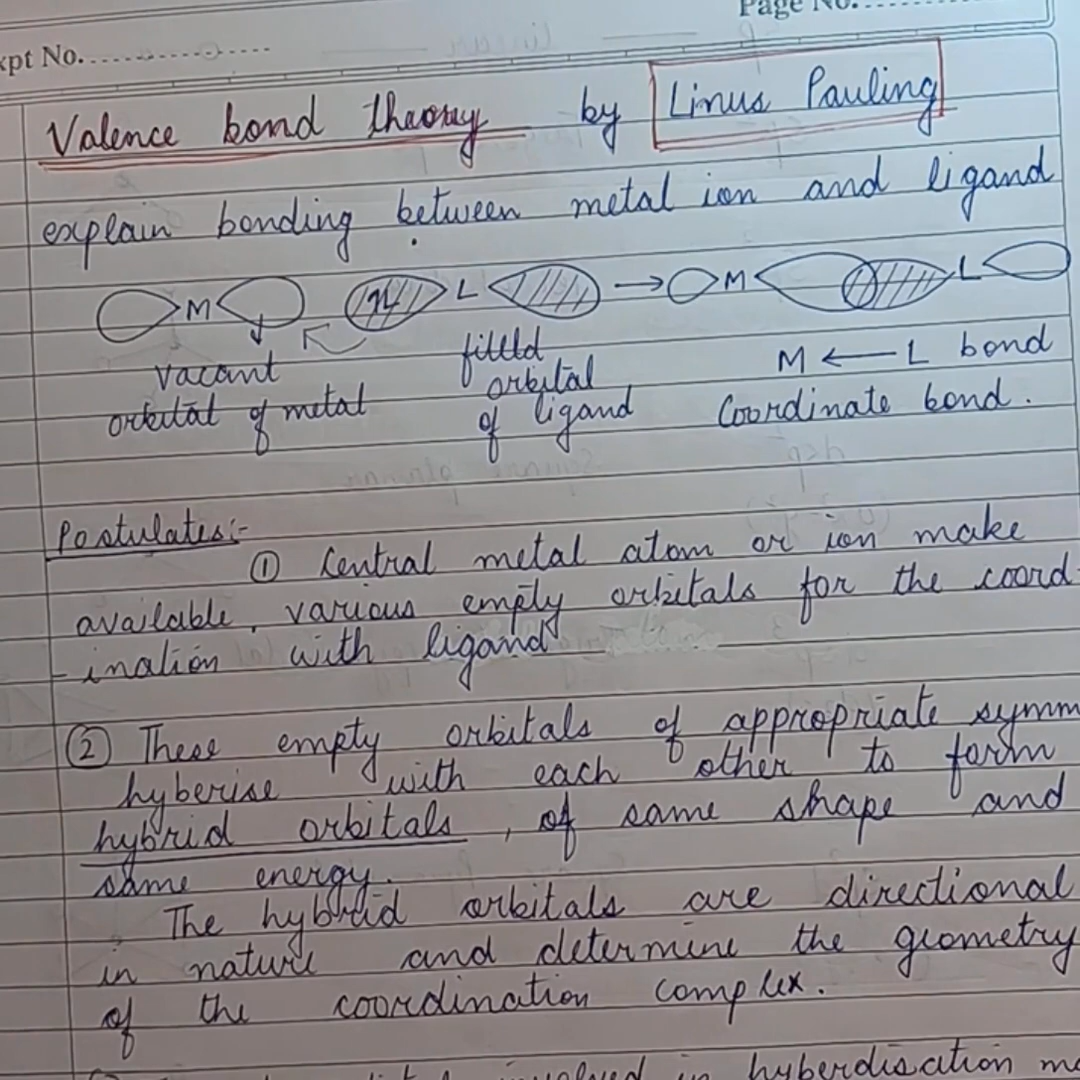 Page No. ..........
xpt No. ....................
Valence bond theory by Linus Pauling
explain bonding between metal ion and ligand
M L → M L
vacant filled M ← L bond
orbital of metal orbital of ligand Coordinate bond.
Postulates:-
① Central metal atom or ion make
available, various empty orbitals for the coord-
-ination with ligand
② These empty orbitals of appropriate symm
hyberise with each other to form
hybrid orbitals, of same shape and
same energy.
The hybrid orbitals are directional
in nature and determine the geometry
of the coordination complex.
involved in hyberdisation